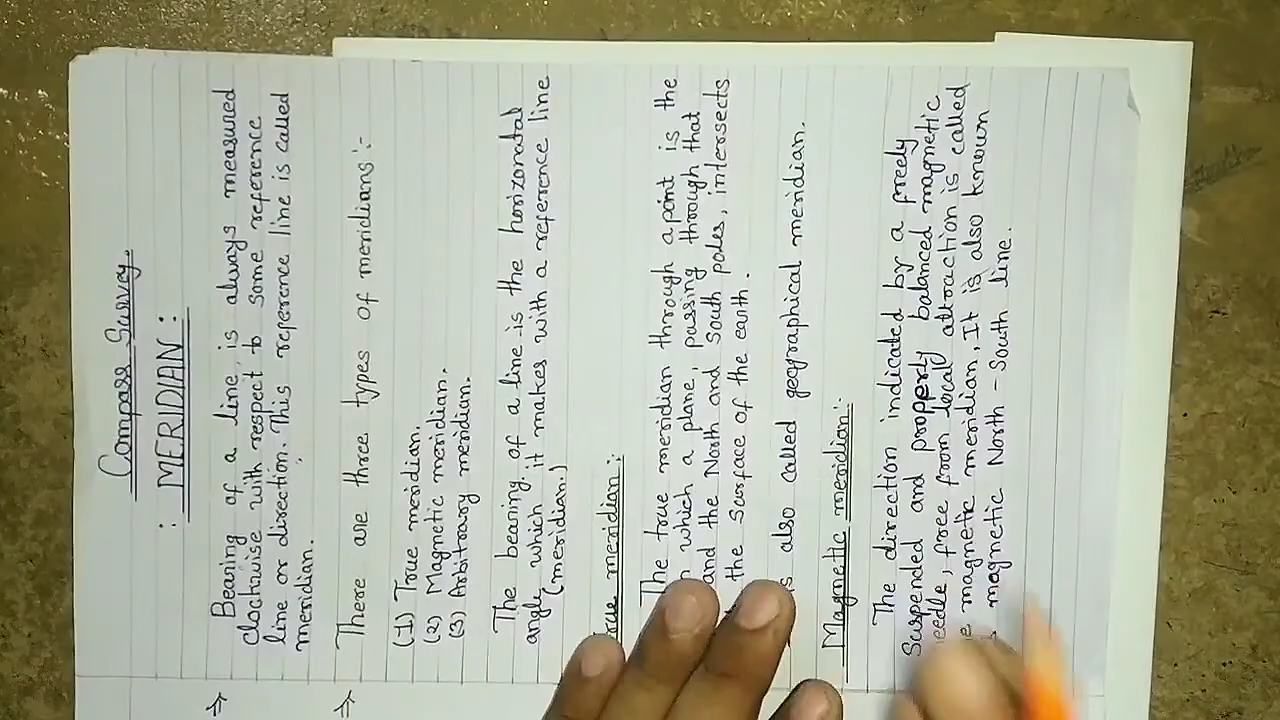 Compass Survey.
: MERIDIAN :
⇒ Bearing of a line, is always measured
clockwise with respect to some reference
line or direction. This reference line is called
meridian.
⇒ There are three types of meridians :-
(1) True meridian.
(2) Magnetic meridian.
(3) Arbitrary meridian.
The bearing of a line is the horizontal
angle which it makes with a reference line
(meridian.)
rue meridian :-
The true meridian through a point is the
which a plane, passing through that
and the North and South poles, intersects
the surface of the earth.
also called geographical meridian.
Magnetic meridian :-
The direction indicated by a freely
Suspended and properly balanced magnetic
eedle, free from local attraction is called
e magnetic meridian, It is also known
magnetic North - South line.